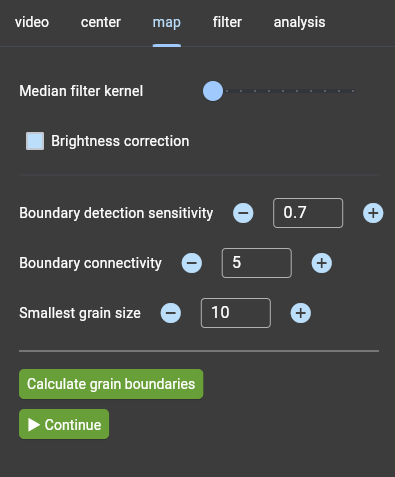 video center map filter analysis
Median filter kernel
Brightness correction
Boundary detection sensitivity 0.7
Boundary connectivity 5
Smallest grain size 10
Calculate grain boundaries
Continue